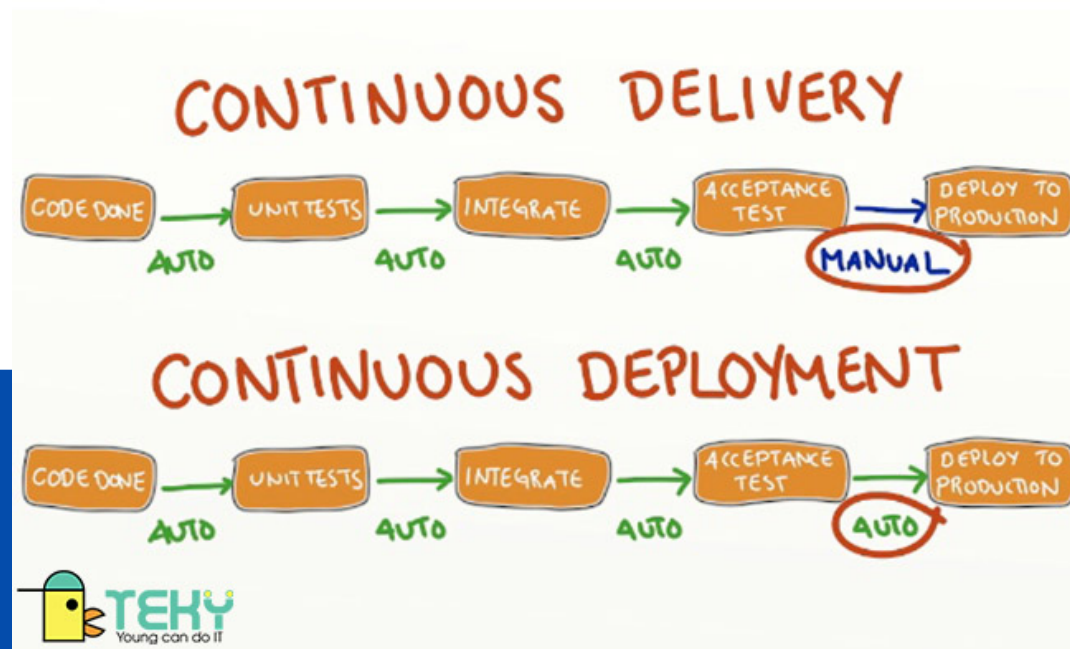 CONTINUOUS DELIVERY
CODE DONE
AUTO
UNIT TESTS
AUTO
INTEGRATE
AUTO
ACCEPTANCE
TEST
MANUAL
DEPLOY TO
PRODUCTION
CONTINUOUS DEPLOYMENT
CODE DONE
AUTO
UNIT TESTS
AUTO
INTEGRATE
AUTO
ACCEPTANCE
TEST
AUTO
DEPLOY TO
PRODUCTION
TEKY
Young can do IT